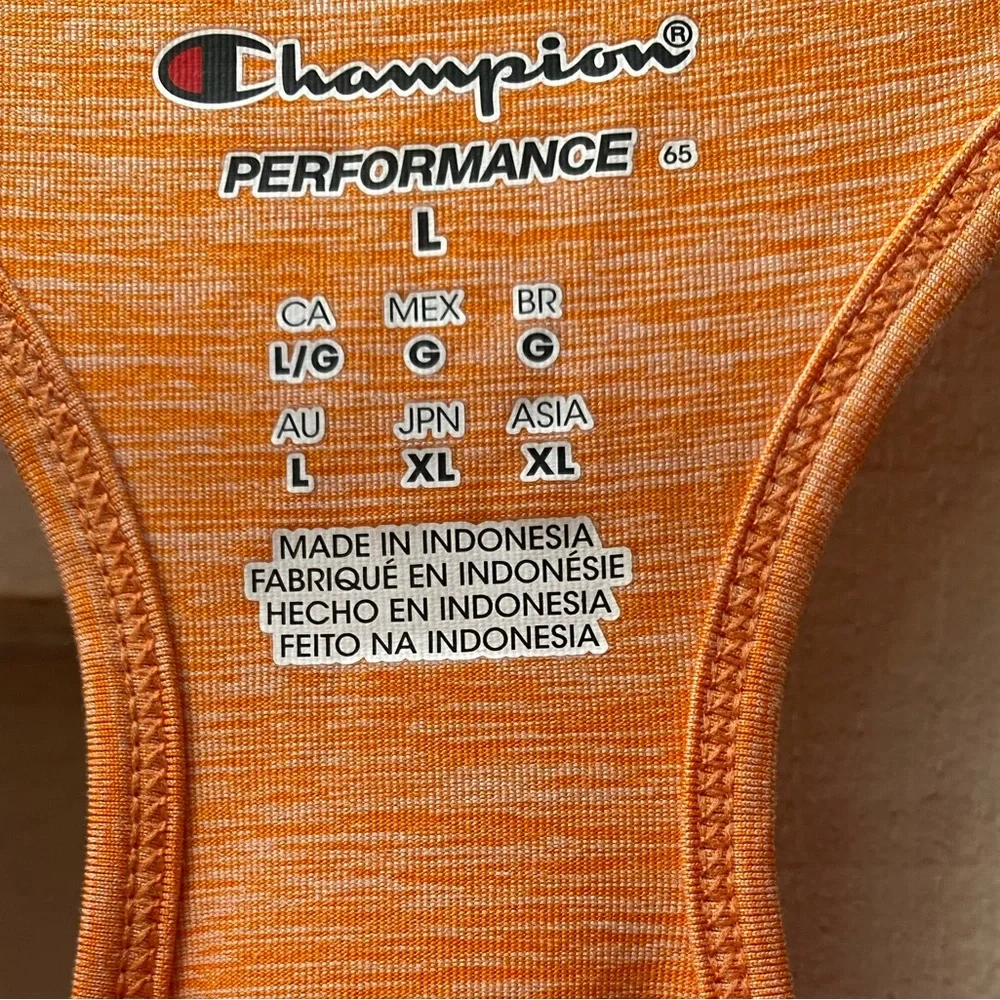 Champion®
PERFORMANCE 65
L
CA MEX BR
L/G G G
AU JPN ASIA
L XL XL
MADE IN INDONESIA
FABRIQUÉ EN INDONÉSIE
HECHO EN INDONESIA
FEITO NA INDONESIA